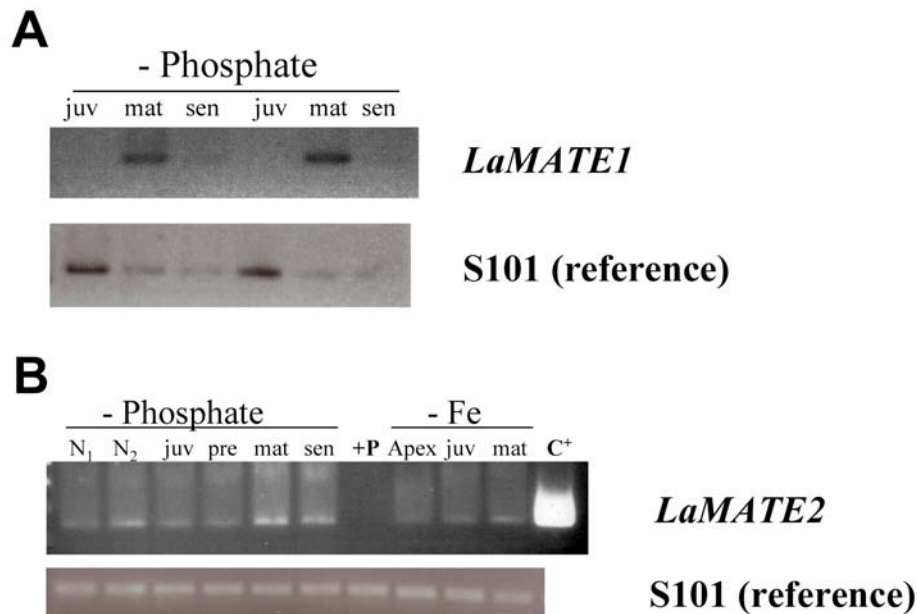 A
- Phosphate
juv mat sen juv mat sen
LaMATE1
S101 (reference)
B
- Phosphate - Fe
N₁ N₂ juv pre mat sen +P Apex juv mat C⁺
LaMATE2
S101 (reference)